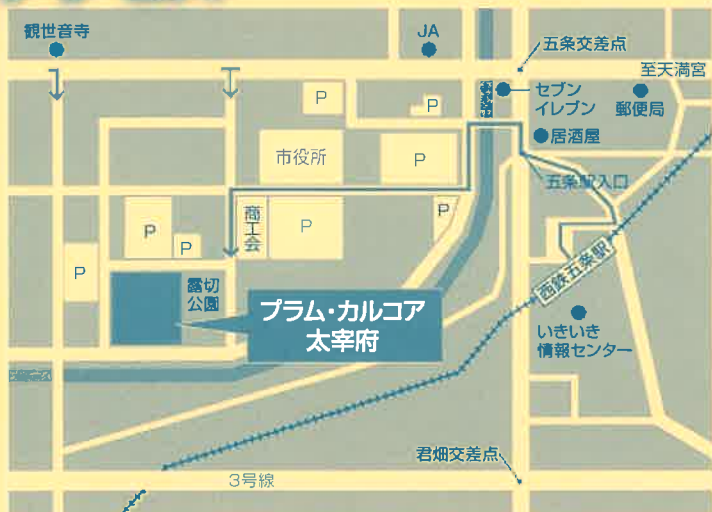 観世音寺
JA
五条交差点
至天満宮
セブン
イレブン
郵便局
P
P
居酒屋
市役所
P
五条駅入口
商工会
P
P
P
P
P
西鉄五条駅
露切
公園
プラム・カルコア
太宰府
いきいき
情報センター
君畑交差点
3号線